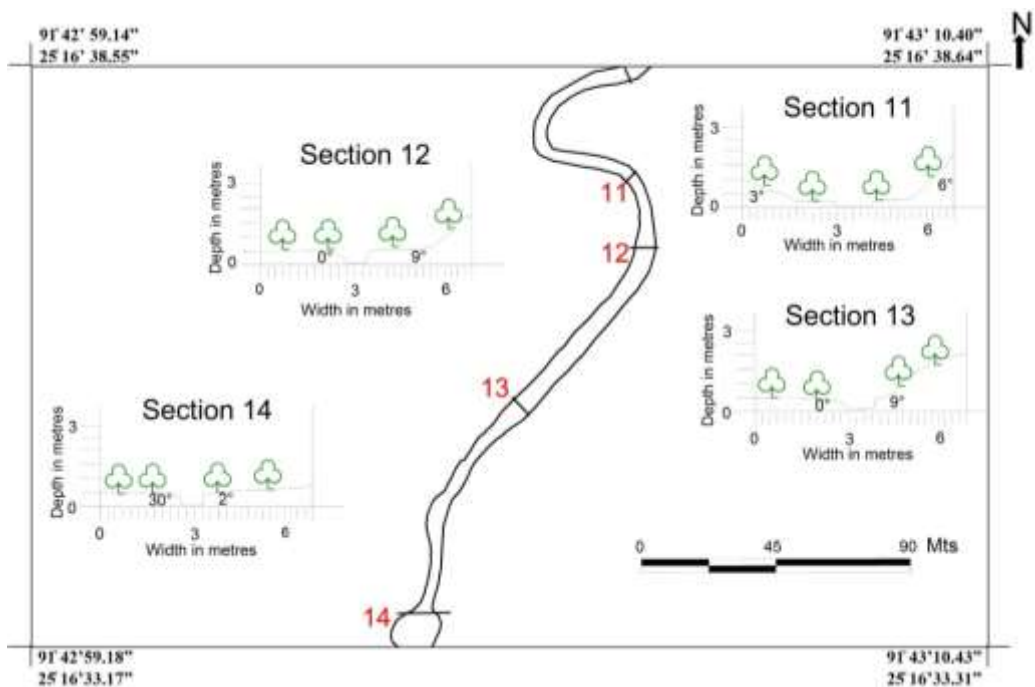 91° 42' 59.14"
25° 16' 38.55"
91° 43' 10.40"
25° 16' 38.64"
N
Section 11
Depth in metres
3
0
3°
6°
0 3 6
Width in metres
Section 12
Depth in metres
3
0
0°
9°
0 3 6
Width in metres
11
12
13
14
Section 13
Depth in metres
3
0
0°
9°
0 3 6
Width in metres
Section 14
Depth in metres
3
0
30°
2°
0 3 6
Width in metres
0 45 90 Mts
91° 42'59.18"
25° 16'33.17"
91° 43'10.43"
25° 16'33.31"